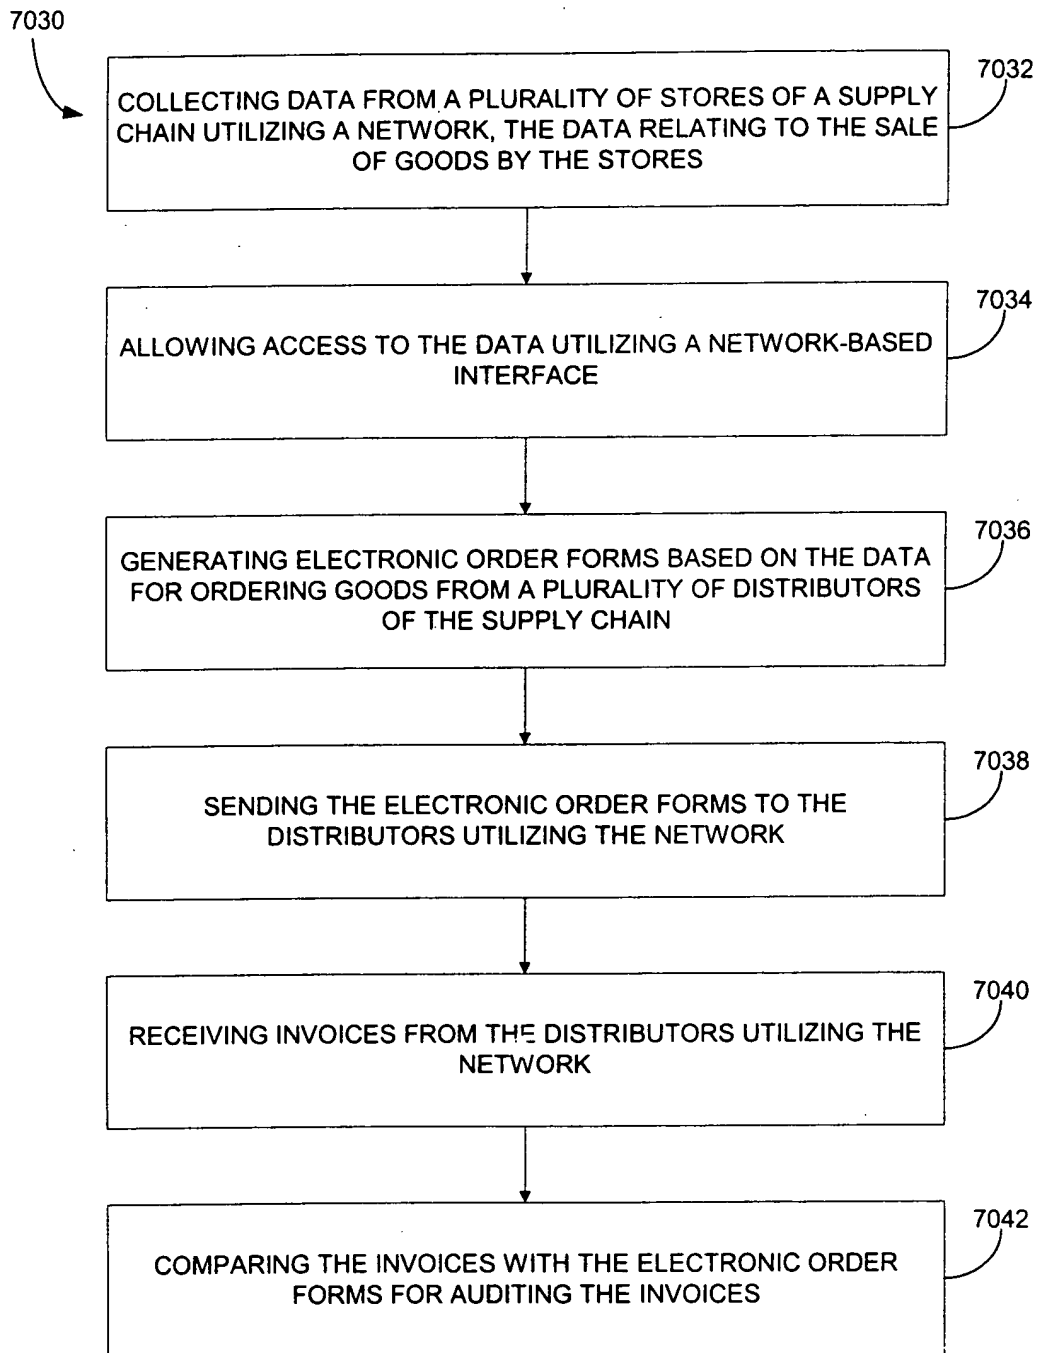 7030
7032
COLLECTING DATA FROM A PLURALITY OF STORES OF A SUPPLY
CHAIN UTILIZING A NETWORK, THE DATA RELATING TO THE SALE
OF GOODS BY THE STORES
7034
ALLOWING ACCESS TO THE DATA UTILIZING A NETWORK-BASED
INTERFACE
7036
GENERATING ELECTRONIC ORDER FORMS BASED ON THE DATA
FOR ORDERING GOODS FROM A PLURALITY OF DISTRIBUTORS
OF THE SUPPLY CHAIN
7038
SENDING THE ELECTRONIC ORDER FORMS TO THE
DISTRIBUTORS UTILIZING THE NETWORK
7040
RECEIVING INVOICES FROM THE DISTRIBUTORS UTILIZING THE
NETWORK
7042
COMPARING THE INVOICES WITH THE ELECTRONIC ORDER
FORMS FOR AUDITING THE INVOICES